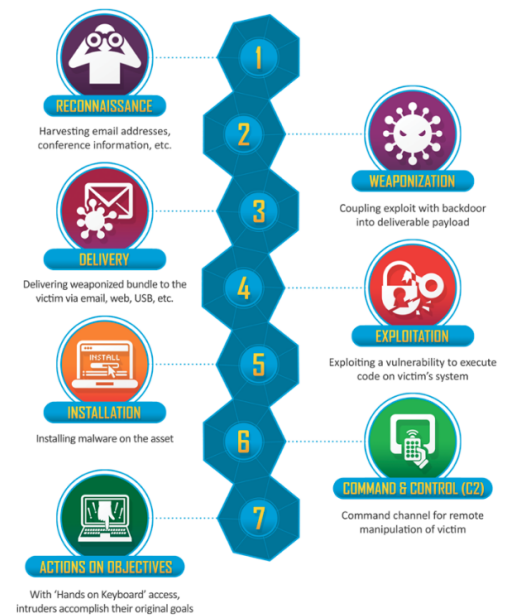 1
RECONNAISSANCE
Harvesting email addresses,
conference information, etc.
2
WEAPONIZATION
Coupling exploit with backdoor
into deliverable payload
3
DELIVERY
Delivering weaponized bundle to the
victim via email, web, USB, etc.
4
EXPLOITATION
Exploiting a vulnerability to execute
code on victim's system
5
INSTALL
INSTALLATION
Installing malware on the asset
6
COMMAND & CONTROL (C2)
Command channel for remote
manipulation of victim
7
ACTIONS ON OBJECTIVES
With 'Hands on Keyboard' access,
intruders accomplish their original goals